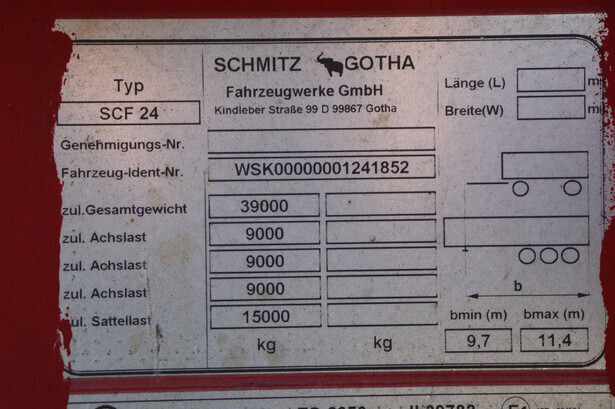 SCHMITZ GOTHA
Fahrzeugwerke GmbH
Kindleber Straße 99 D 99867 Gotha
Typ
SCF 24
Länge (L) m
Breite(W) m
Genehmigungs-Nr.
Fahrzeug-Ident-Nr. WSK00000001241852
zul.Gesamtgewicht 39000
zul. Achslast 9000
zul. Achslast 9000
zul. Achslast 9000
zul. Sattellast 15000
kg kg
b
bmin (m) bmax (m)
9,7 11,4